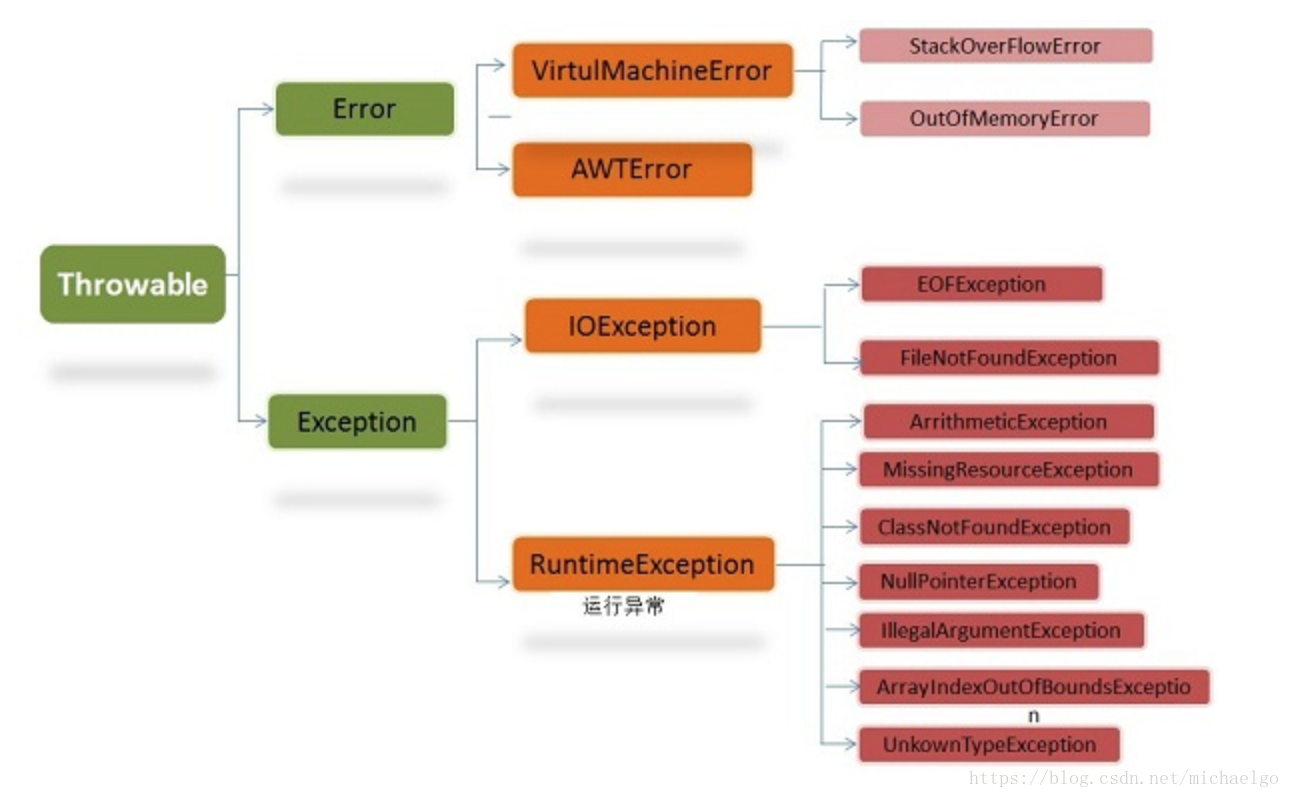 Throwable
Error
VirtulMachineError
StackOverFlowError
OutOfMemoryError
AWTError
Exception
IOException
EOFException
FileNotFoundException
RuntimeException
运行异常
ArrithmeticException
MissingResourceException
ClassNotFoundException
NullPointerException
IllegalArgumentException
ArrayIndexOutOfBoundsExceptio
n
UnkownTypeException
https://blog.csdn.net/michaelgo